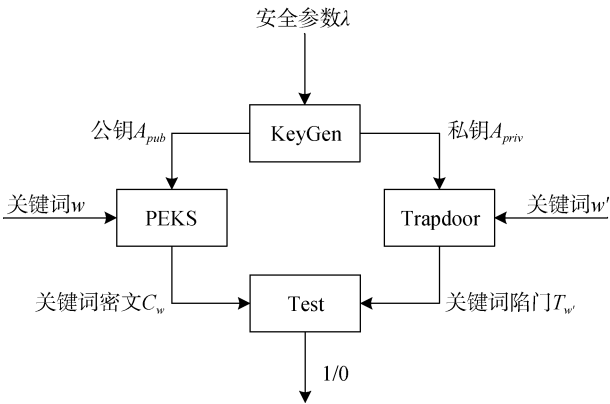 安全参数λ
公钥A_pub
KeyGen
私钥A_priv
关键词w
PEKS
Trapdoor
关键词w'
关键词密文C_w
Test
关键词陷门T_w'
1/0